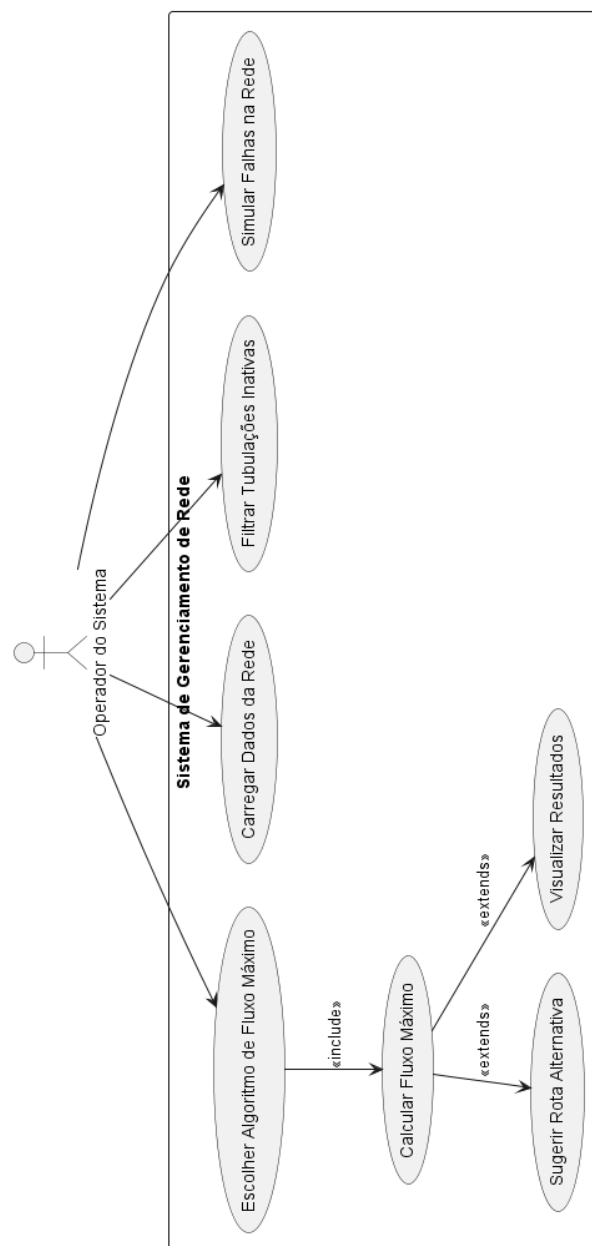 Operador do Sistema
Sistema de Gerenciamento de Rede
Escolher Algoritmo de Fluxo Máximo
Carregar Dados da Rede
Filtrar Tubulações Inativas
Simular Falhas na Rede
«include»
Calcular Fluxo Máximo
«extends»
«extends»
Sugerir Rota Alternativa
Visualizar Resultados